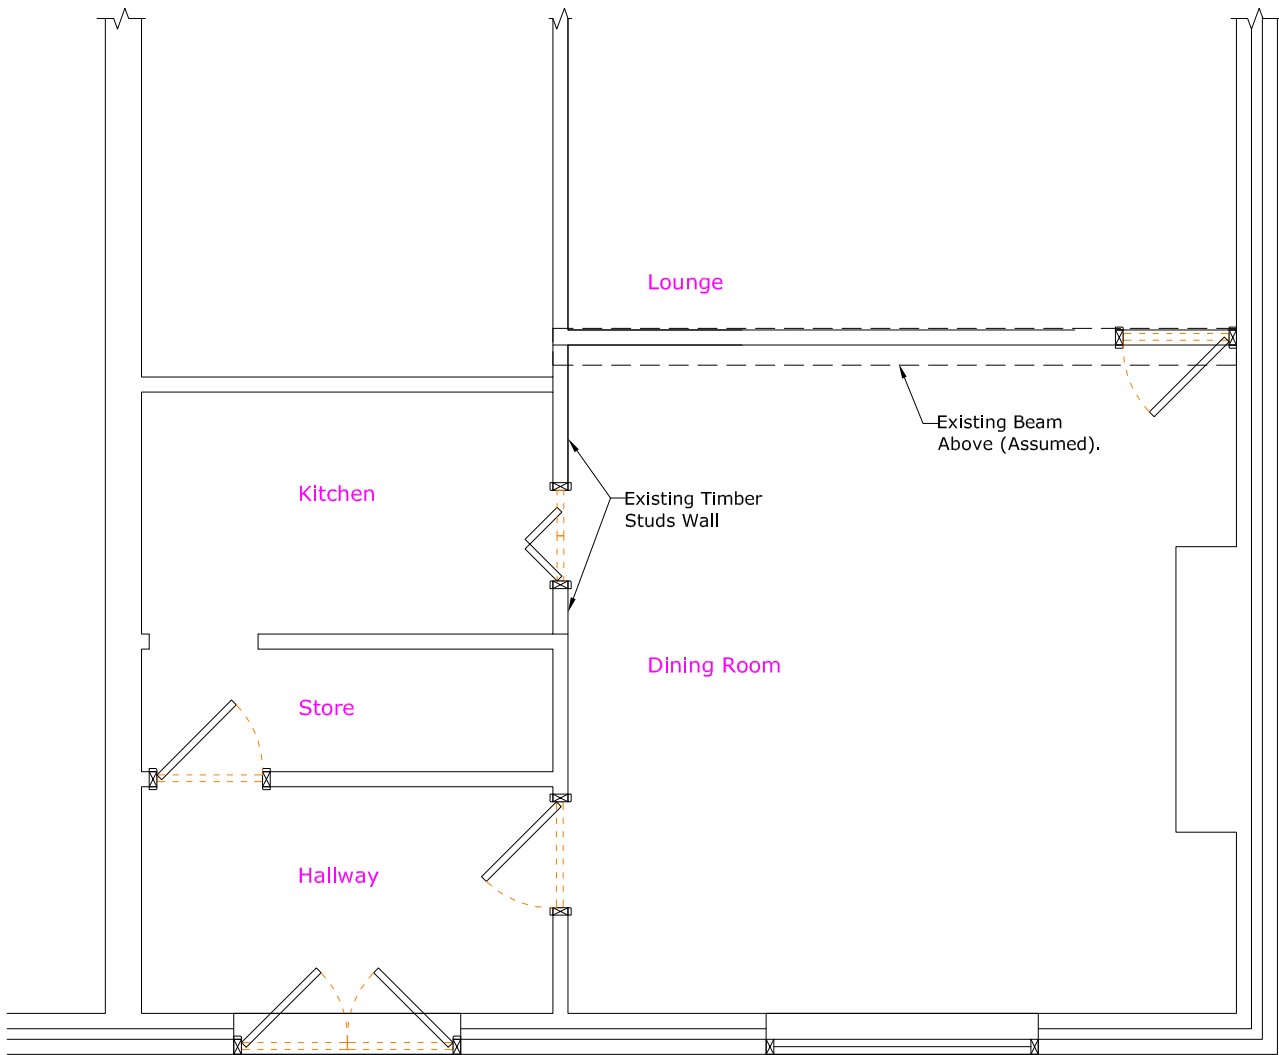 Lounge
Existing Beam
Above (Assumed).
Kitchen
Existing Timber
Studs Wall
Dining Room
Store
Hallway